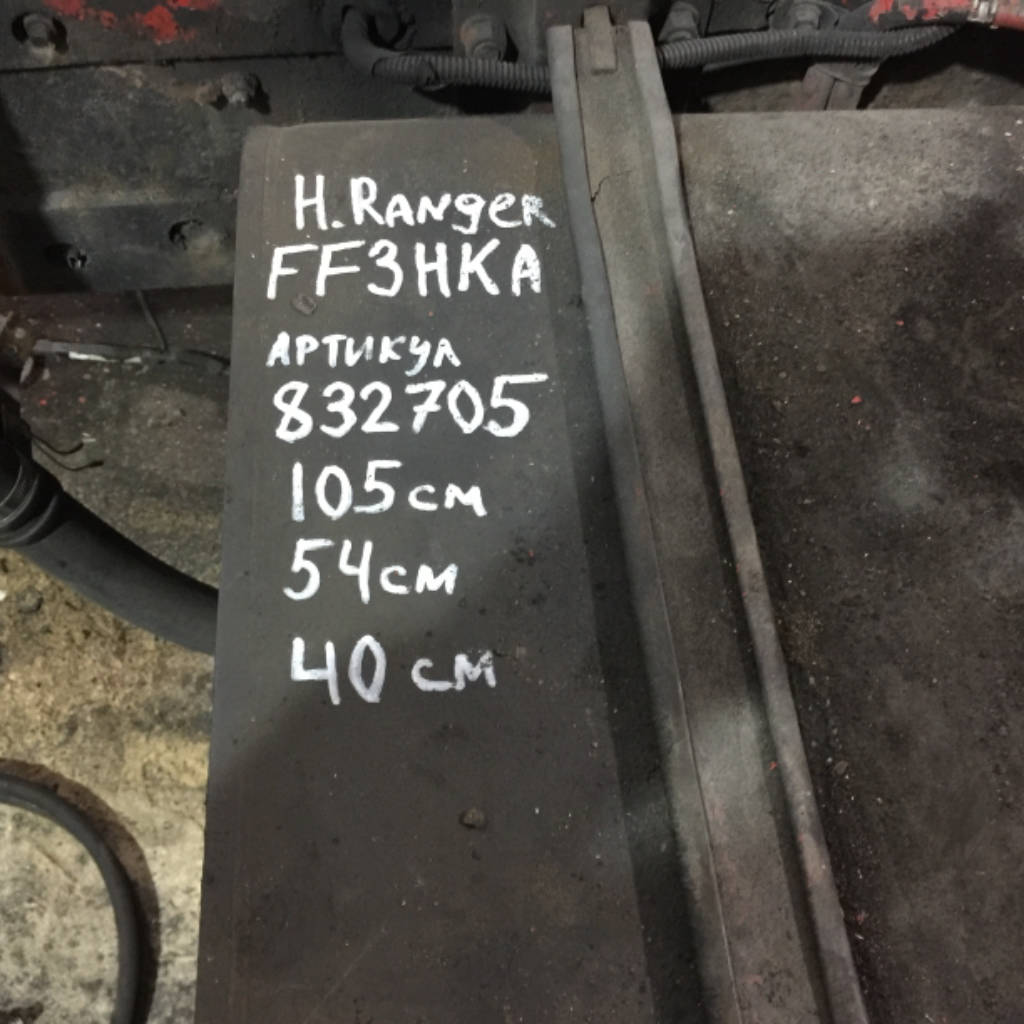 H.RANgeR
FF3HKA
АРТИКУЛ
832705
105см
54см
40 см